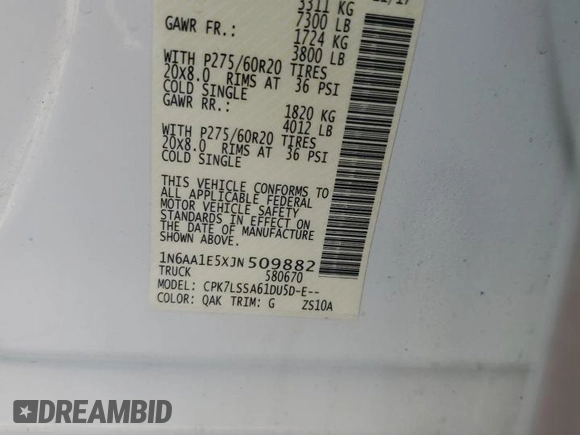 3311 KG
7300 LB
GAWR FR.: 1724 KG
3800 LB
WITH P275/60R20 TIRES
20X8.0 RIMS AT 36 PSI
COLD SINGLE
GAWR RR.: 1820 KG
4012 LB
WITH P275/60R20 TIRES
20X8.0 RIMS AT 36 PSI
COLD SINGLE
THIS VEHICLE CONFORMS TO
ALL APPLICABLE FEDERAL
MOTOR VEHICLE SAFETY
STANDARDS IN EFFECT ON
THE DATE OF MANUFACTURE
SHOWN ABOVE.
1N6AA1E5XJN509882
TRUCK 580670
MODEL: CPK7LSSA61DU5D-E--
COLOR: QAK TRIM: G ZS10A
DREAMBID